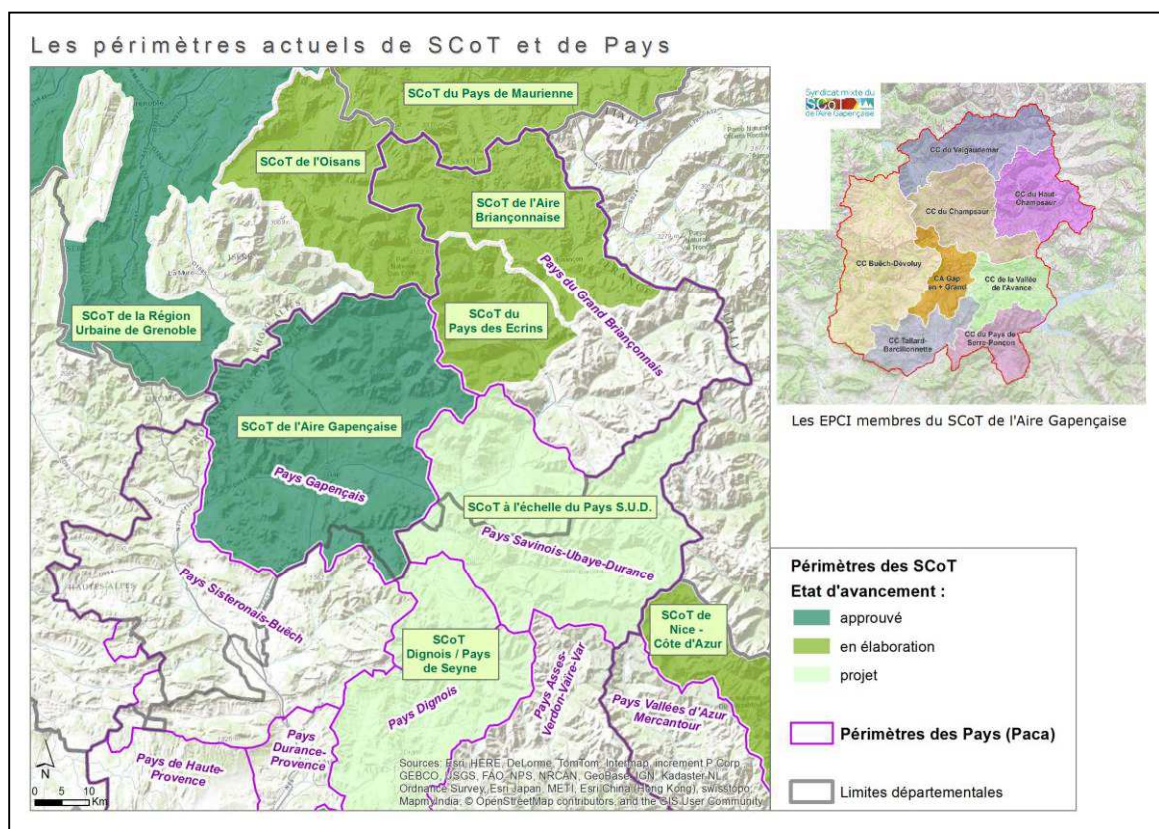 Les périmètres actuels de SCoT et de Pays
SCoT du Pays de Maurienne
SCoT de l'Oisans
SCoT de l'Aire
Briançonnaise
Pays du Grand Briançonnais
SCoT de la Région
Urbaine de Grenoble
SCoT du
Pays des Ecrins
SCoT de l'Aire Gapençaise
Pays Gapençais
SCoT à l'échelle du Pays S.U.D.
Pays Savinois-Ubaye-Durance
Pays Sisteronais-Buëch
HAUTES-ALPES
SCoT
Dignois / Pays
de Seyne
SCoT de
Nice -
Côte d'Azur
Pays Dignois
Pays Asses-
Verdon-Vaire-Var
Pays Vallées d'Azur
Mercantour
Pays
Durance-
Provence
Pays de Haute-
Provence
N
0 5 10
Km
Sources: Esri, HERE, DeLorme, TomTom, Intermap, increment P Corp.,
GEBCO, USGS, FAO, NPS, NRCAN, GeoBase, IGN, Kadaster NL,
Ordnance Survey, Esri Japan, METI, Esri China (Hong Kong), swisstopo,
MapmyIndia, © OpenStreetMap contributors, and the GIS User Community
Syndicat mixte du
SCOT
de l'Aire Gapençaise
CC du Valgaudemar
CC du Haut
Champsaur
CC du Champsaur
CC Buëch-Dévoluy
CA Gap
en + Grand
CC de la Vallée
de l'Avance
CC Tallard-
Barcillonnette
CC du Pays de
Serre-Ponçon
Les EPCI membres du SCoT de l'Aire Gapençaise
Périmètres des SCoT
Etat d'avancement :
approuvé
en élaboration
projet
Périmètres des Pays (Paca)
Limites départementales